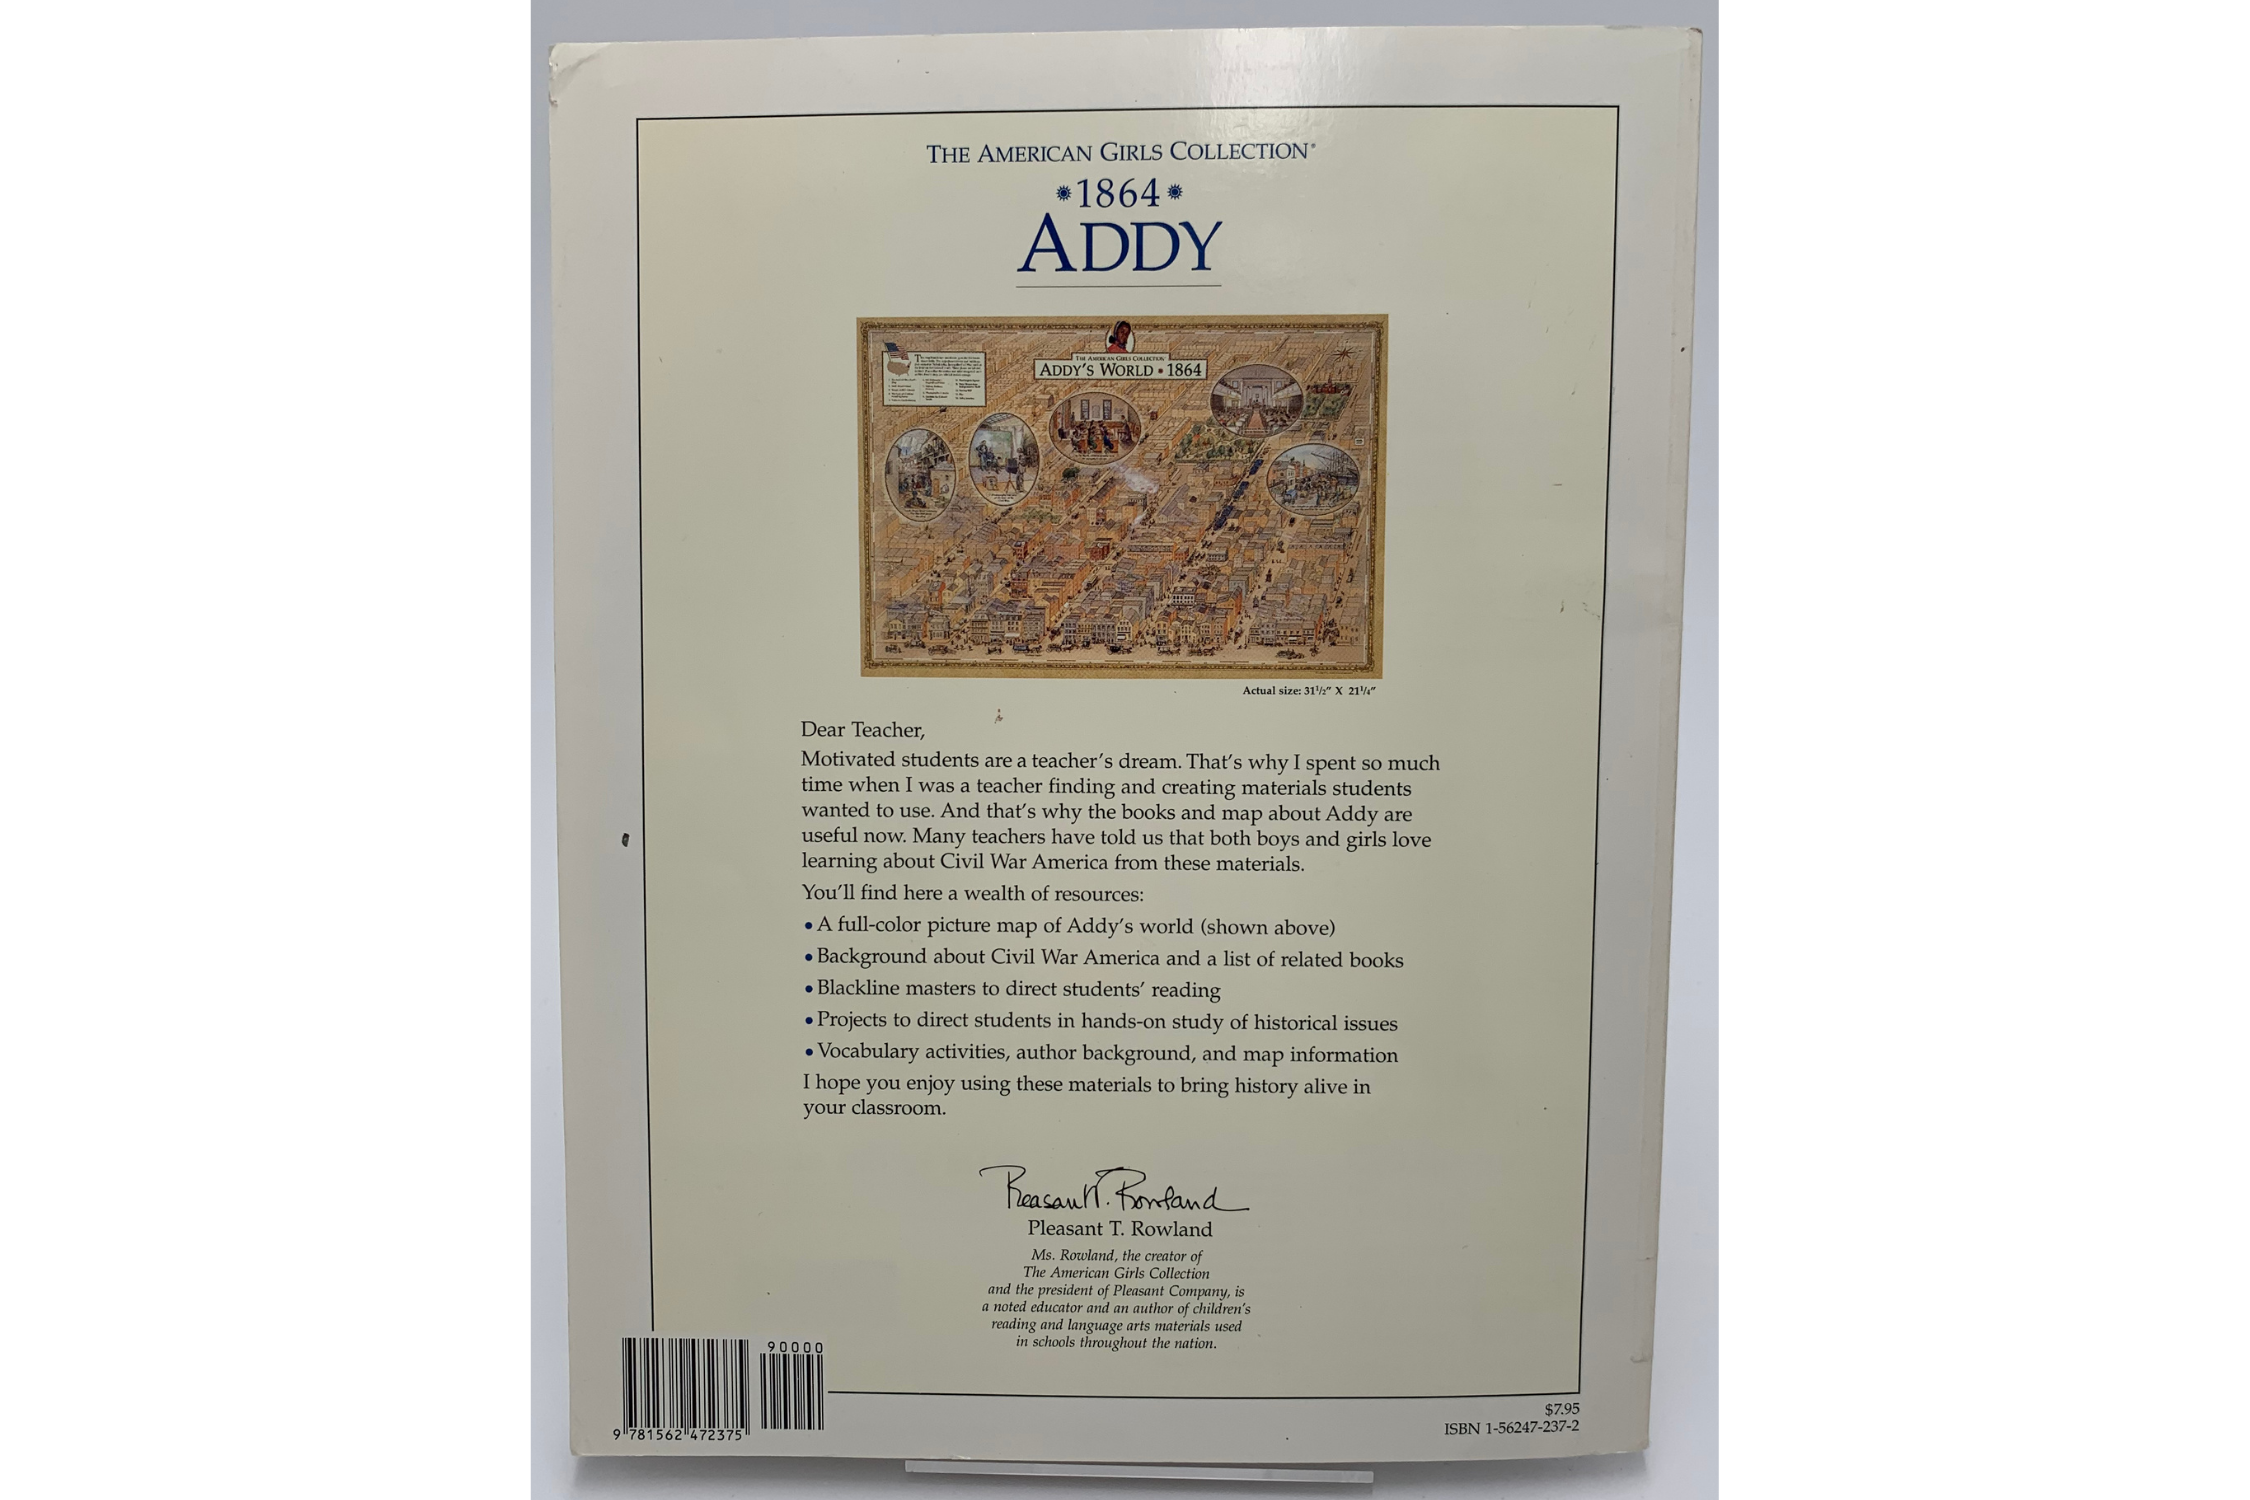 THE AMERICAN GIRLS COLLECTION®
1864
ADDY
THE AMERICAN GIRLS COLLECTION
ADDY'S WORLD • 1864
Actual size: 31 1/2" X 21 1/4"
Dear Teacher,
Motivated students are a teacher's dream. That's why I spent so much
time when I was a teacher finding and creating materials students
wanted to use. And that's why the books and map about Addy are
useful now. Many teachers have told us that both boys and girls love
learning about Civil War America from these materials.
You'll find here a wealth of resources:
• A full-color picture map of Addy's world (shown above)
• Background about Civil War America and a list of related books
• Blackline masters to direct students' reading
• Projects to direct students in hands-on study of historical issues
• Vocabulary activities, author background, and map information
I hope you enjoy using these materials to bring history alive in
your classroom.
Pleasant T. Rowland
Pleasant T. Rowland
Ms. Rowland, the creator of
The American Girls Collection
and the president of Pleasant Company, is
a noted educator and an author of children's
reading and language arts materials used
in schools throughout the nation.
90000
9 781562 472375
$7.95
ISBN 1-56247-237-2